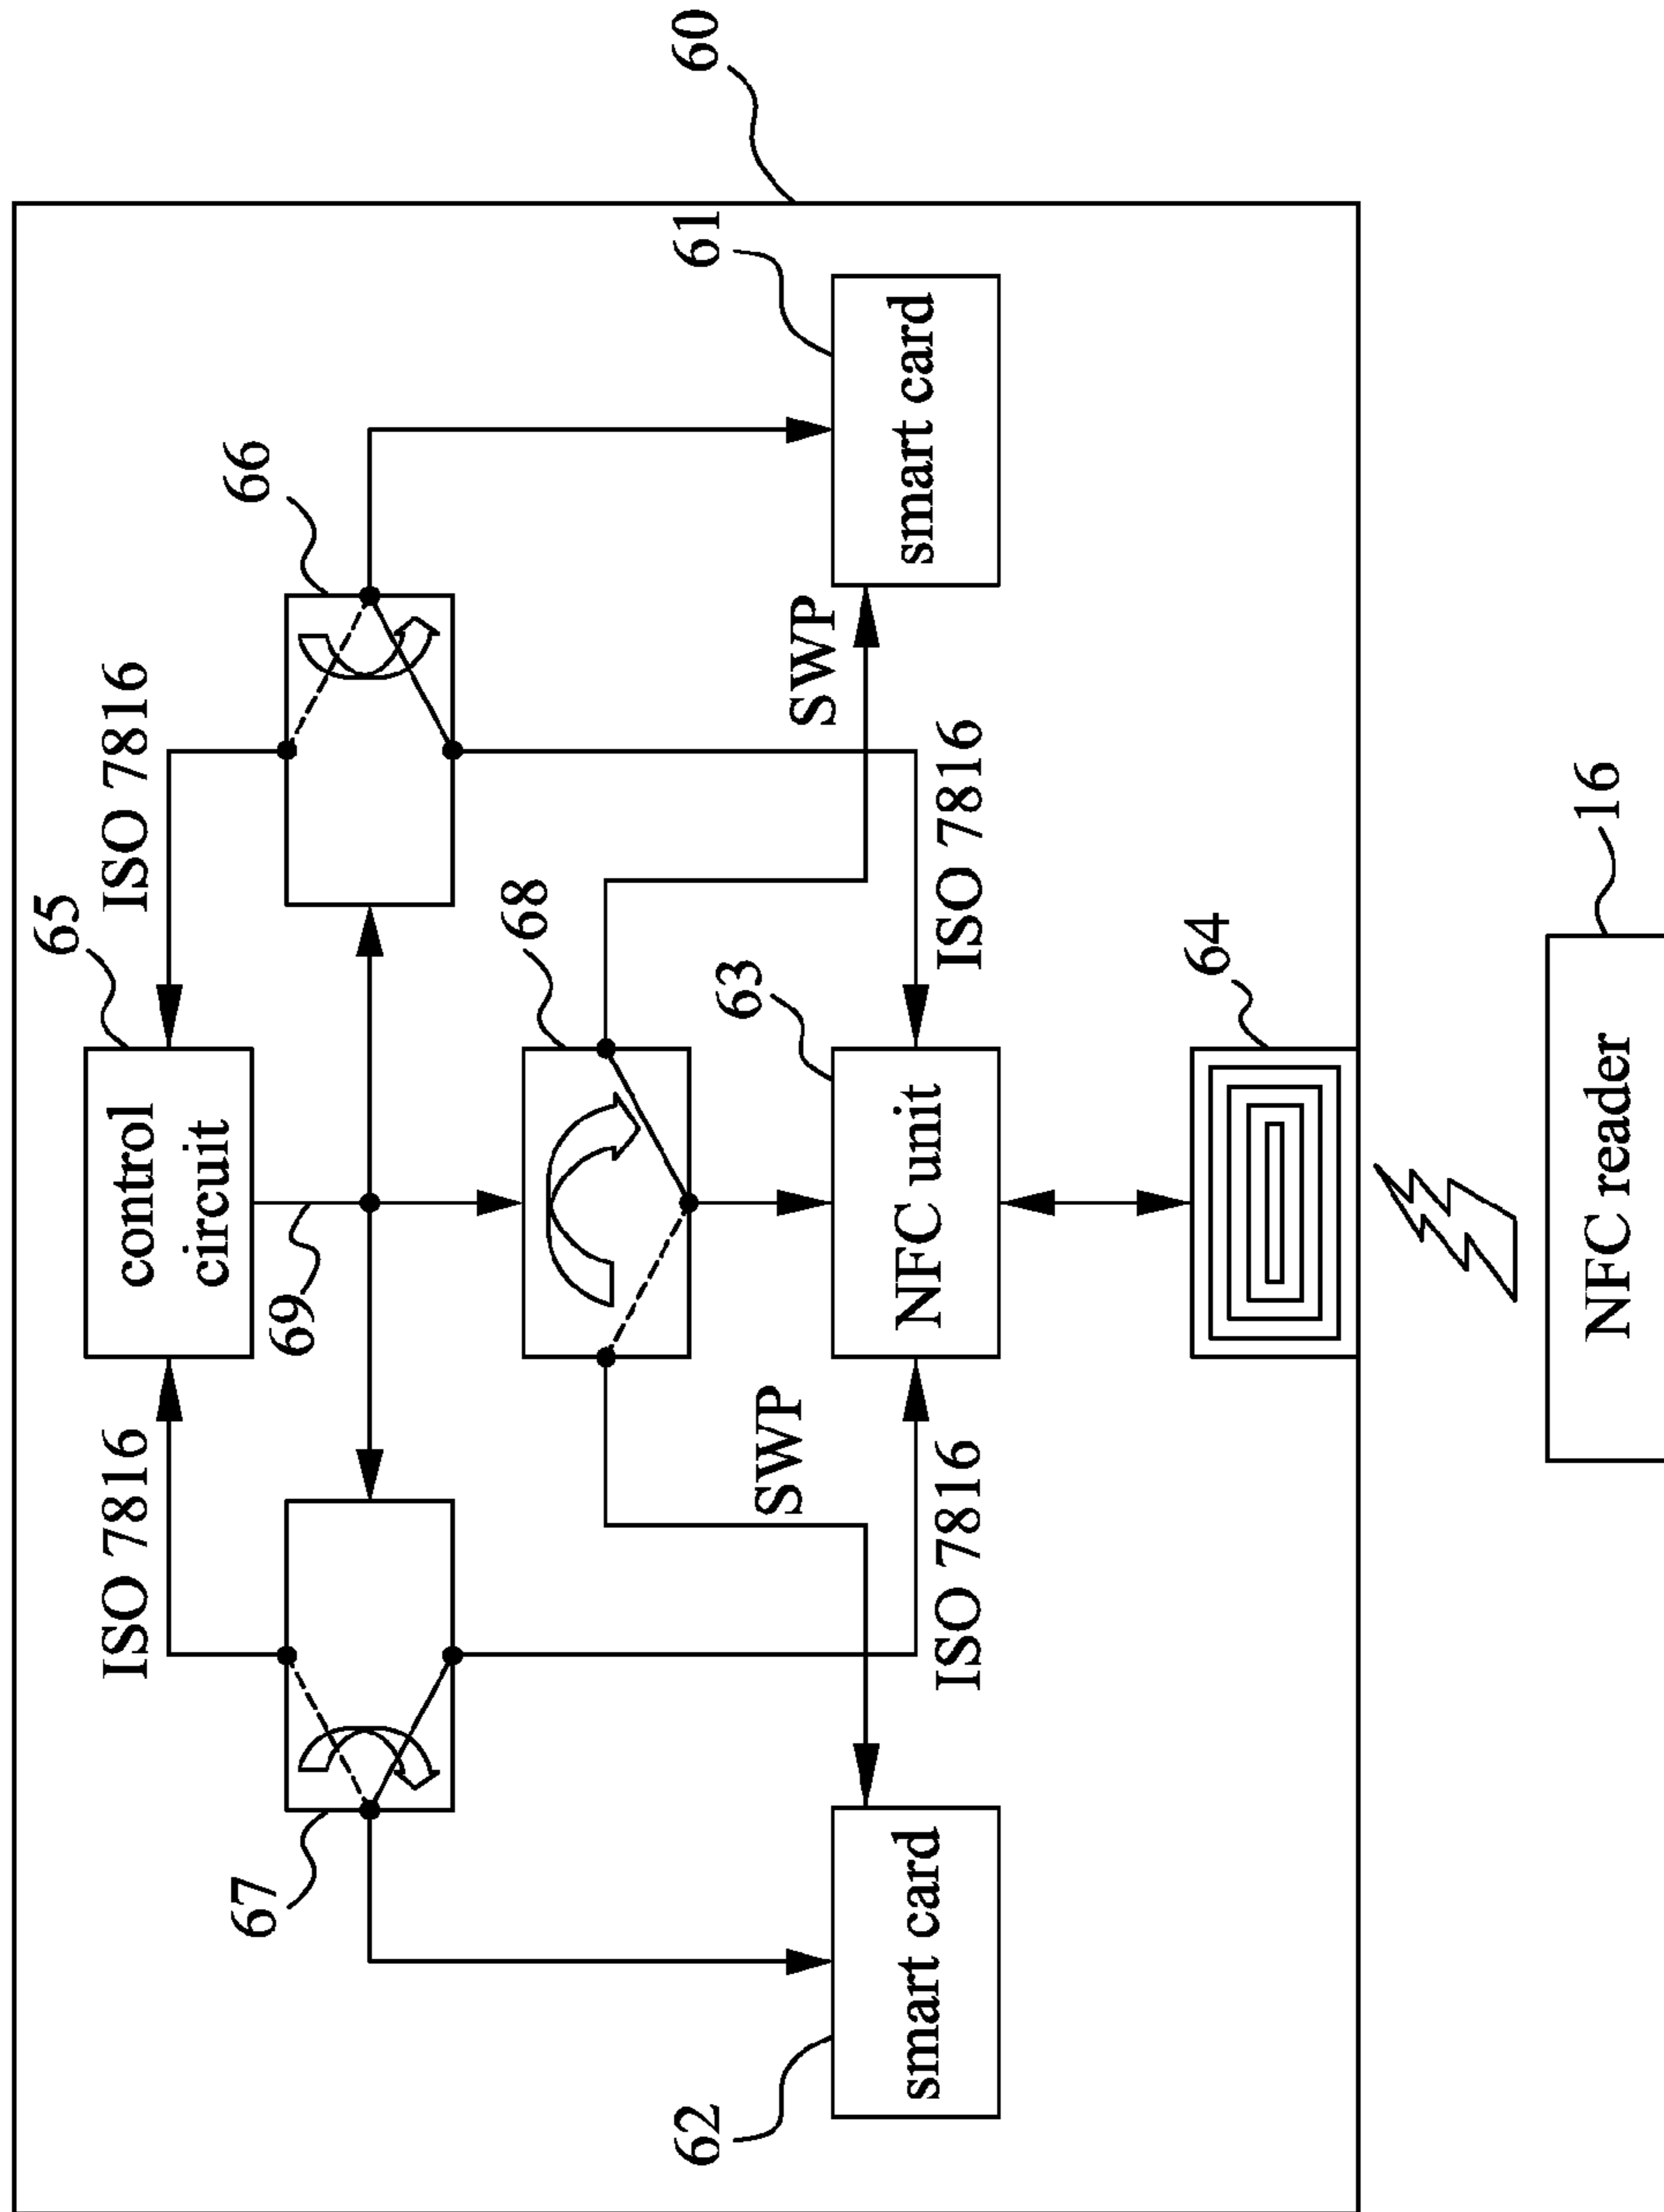 60
65
control
circuit
69
ISO 7816
ISO 7816
67
66
68
SWP
SWP
62
smart card
63
NFC unit
61
smart card
ISO 7816
ISO 7816
64
NFC reader
16